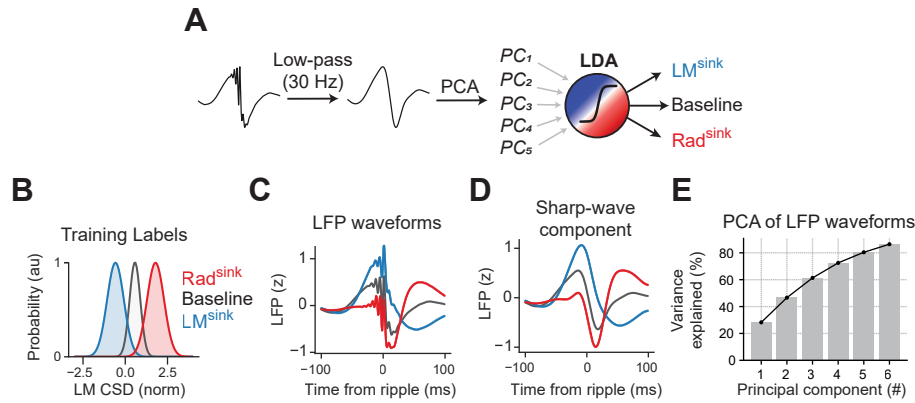 A
Low-pass
(30 Hz)
PCA
PC1
PC2
PC3
PC4
PC5
LDA
LMsink
Baseline
Radsink
B
Training Labels
Probability (au)
1
0
−2.5
0.0
2.5
LM CSD (norm)
Radsink
Baseline
LMsink
C
LFP waveforms
LFP (z)
1
0
−1
−100
0
100
Time from ripple (ms)
D
Sharp-wave
component
LFP (z)
1
0
−1
−100
0
100
Time from ripple (ms)
E
PCA of LFP waveforms
Variance
explained (%)
80
60
40
20
0
1 2 3 4 5 6
Principal component (#)